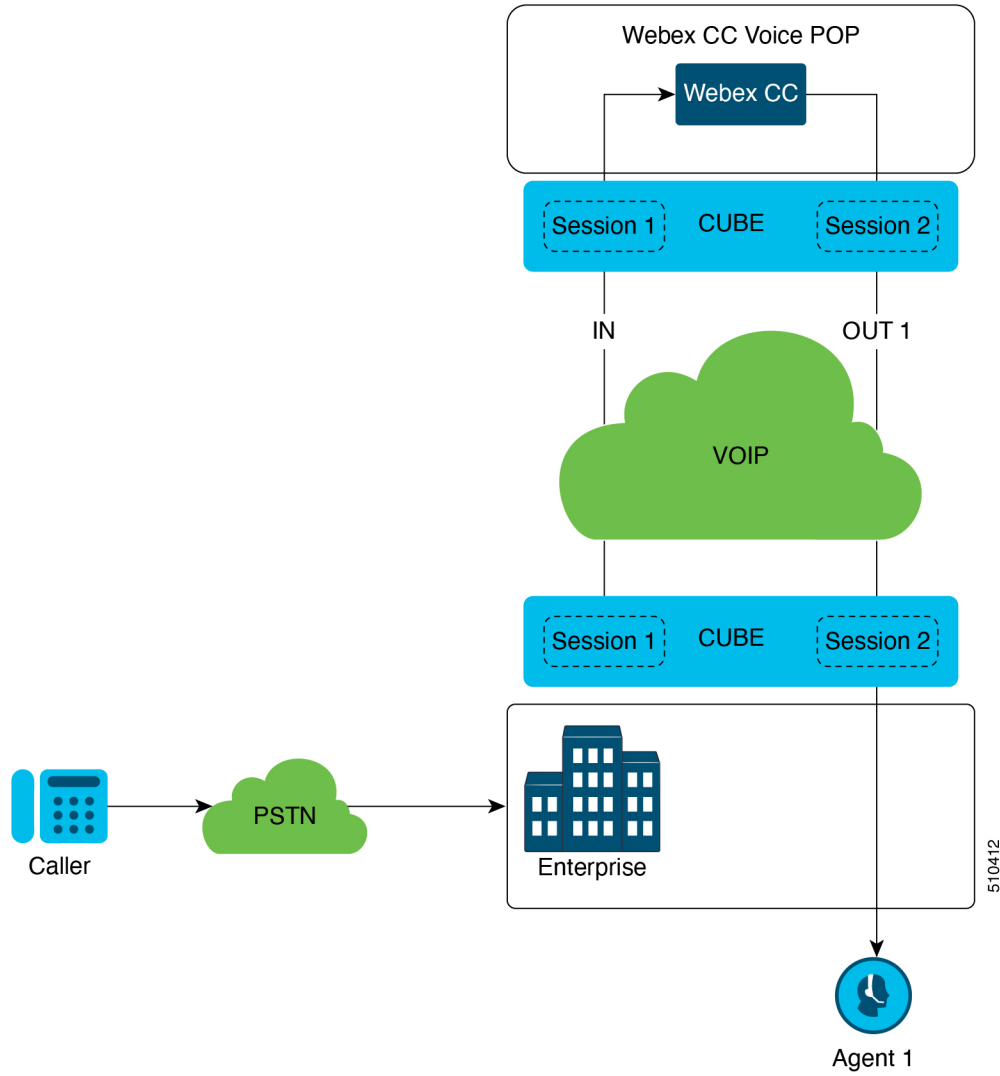 Webex CC Voice POP
Webex CC
Session 1
CUBE
Session 2
IN
OUT 1
VOIP
Session 1
CUBE
Session 2
Caller
PSTN
Enterprise
510412
Agent 1